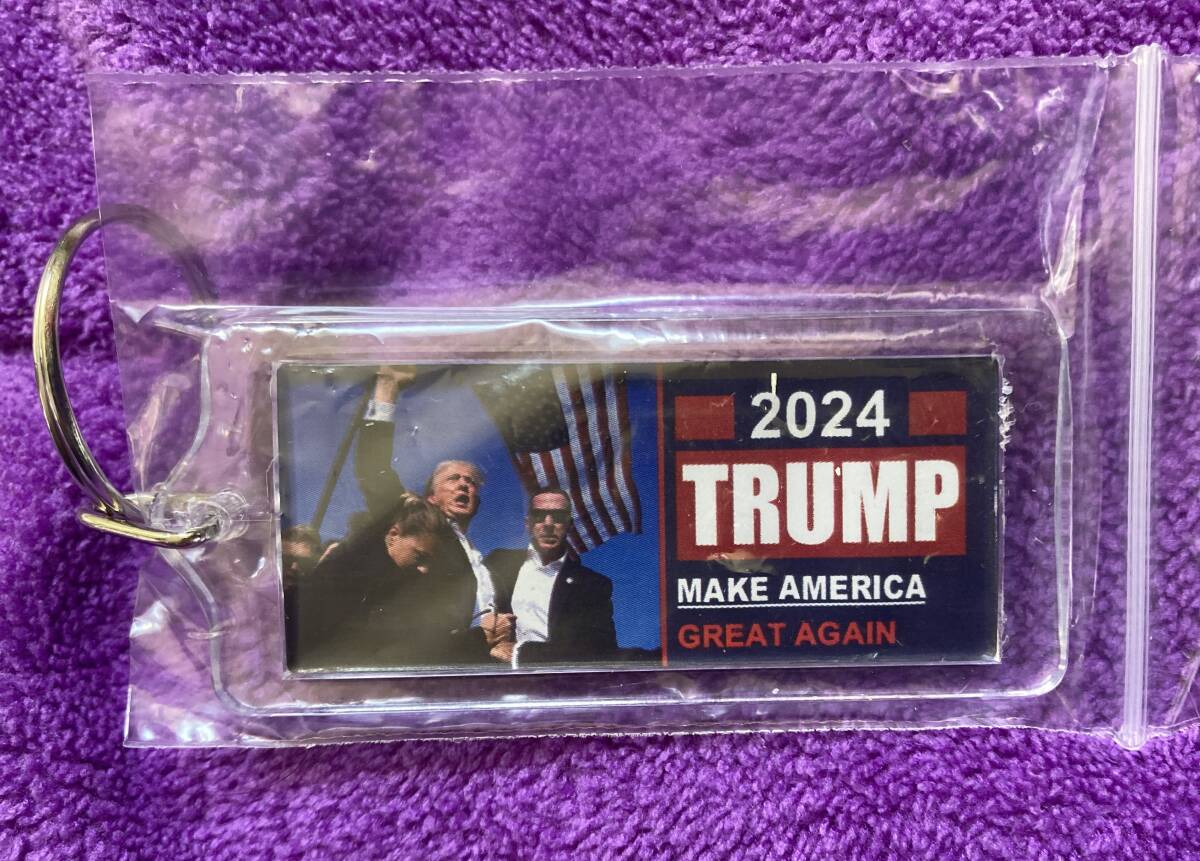 2024
TRUMP
MAKE AMERICA
GREAT AGAIN